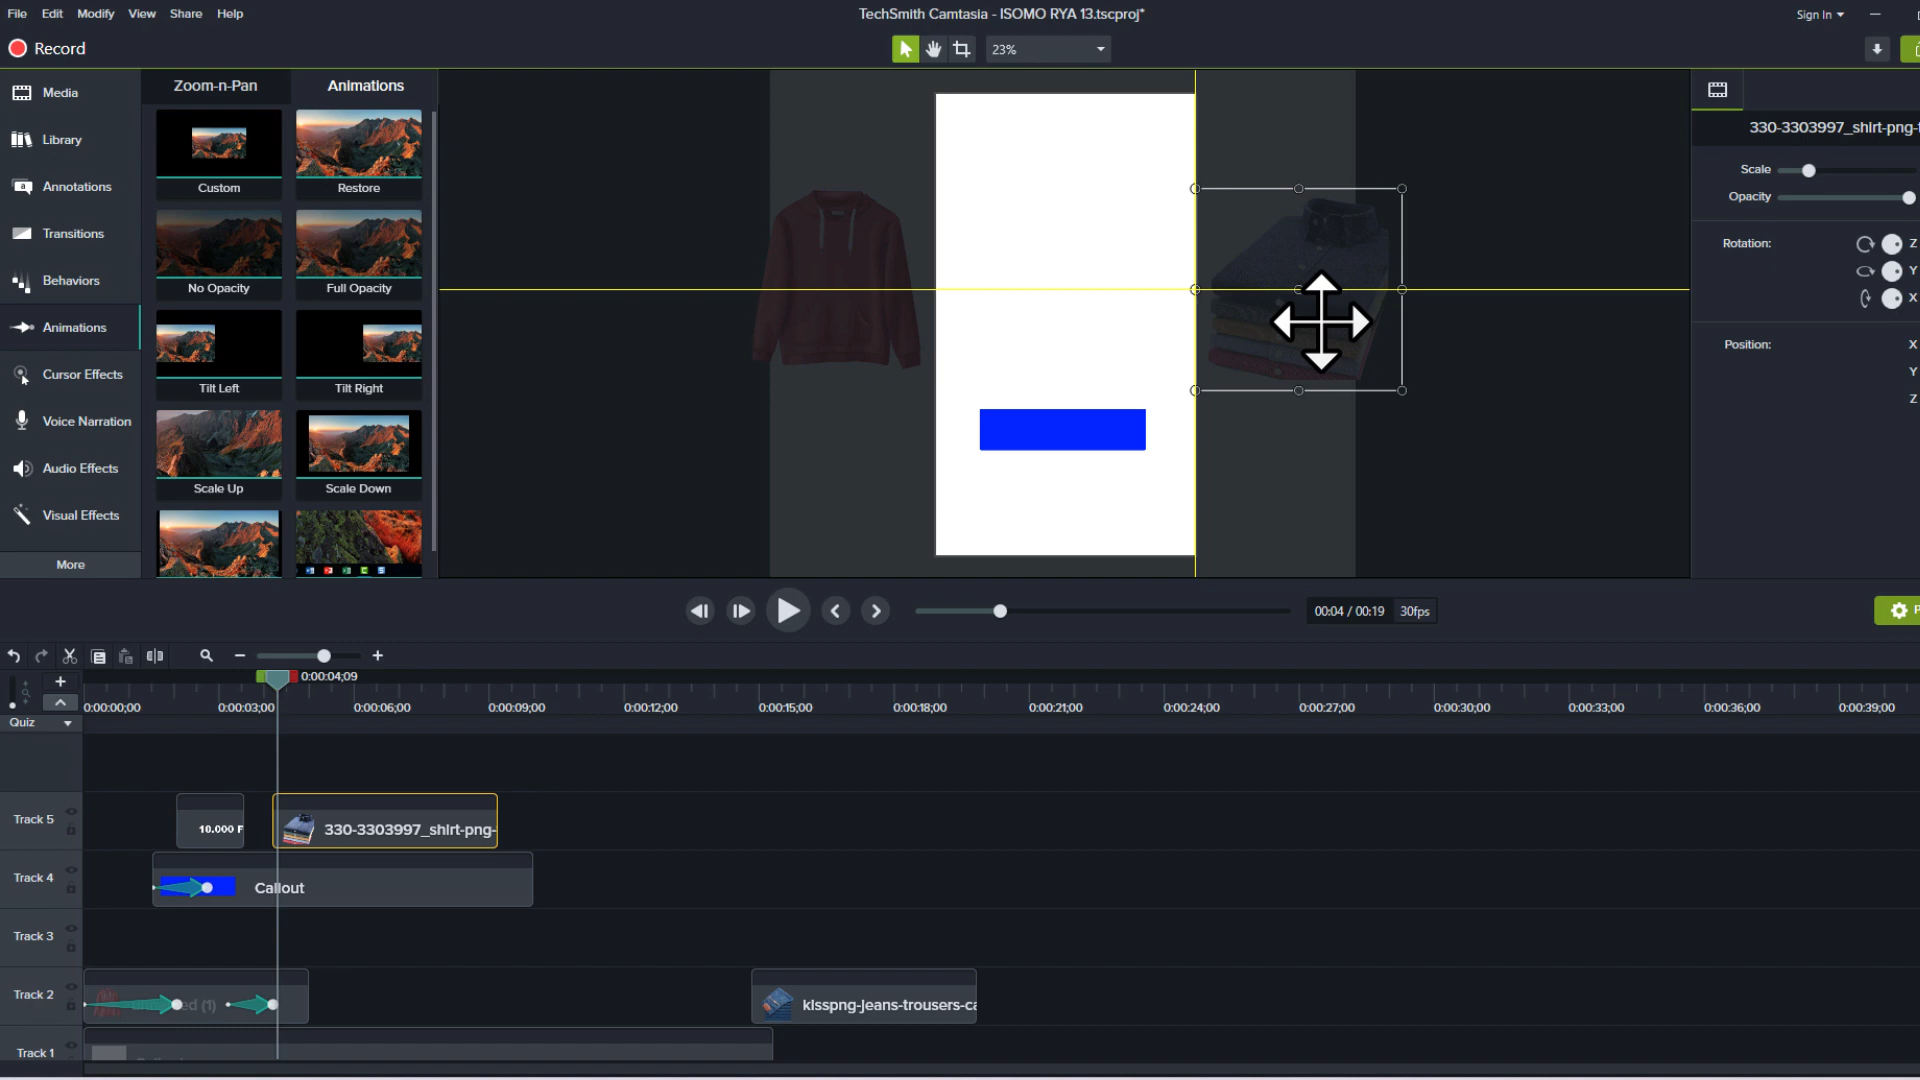 File Edit Modify View Share Help
TechSmith Camtasia - ISOMO RYA 13.tscproj*
Sign In
Record
23%
Media
Library
Annotations
Transitions
Behaviors
Animations
Cursor Effects
Voice Narration
Audio Effects
Visual Effects
More
Zoom-n-Pan Animations
Custom Restore
No Opacity Full Opacity
Tilt Left Tilt Right
Scale Up Scale Down
330-3303997_shirt-png-
Scale
Opacity
Rotation: Z
Y
X
Position: X
Y
Z
00:04 / 00:19 30fps
P
0:00:04;09
0:00:00;00 0:00:03;00 0:00:06;00 0:00:09;00 0:00:12;00 0:00:15;00 0:00:18;00 0:00:21;00 0:00:24;00 0:00:27;00 0:00:30;00 0:00:33;00 0:00:36;00 0:00:39;00
Quiz
Track 5 10.000 F 330-3303997_shirt-png-
Track 4 Callout
Track 3
Track 2 ed (1) kisspng-jeans-trousers-ca
Track 1